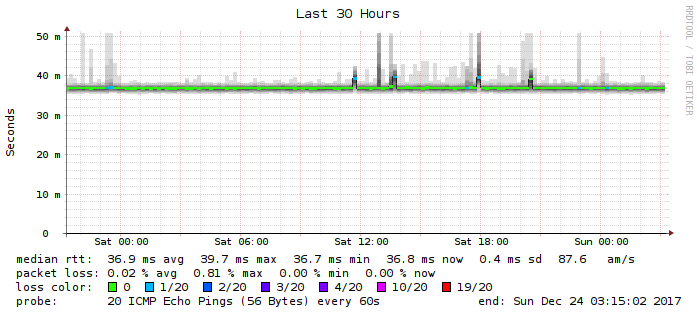 Last 30 Hours
RRDTOOL / TOBI OETIKER
Seconds
50 m
40 m
30 m
20 m
10 m
0
Sat 00:00 Sat 06:00 Sat 12:00 Sat 18:00 Sun 00:00
median rtt: 36.9 ms avg 39.7 ms max 36.7 ms min 36.8 ms now 0.4 ms sd 87.6 am/s
packet loss: 0.02 % avg 0.81 % max 0.00 % min 0.00 % now
loss color: 0 1/20 2/20 3/20 4/20 10/20 19/20
probe: 20 ICMP Echo Pings (56 Bytes) every 60s end: Sun Dec 24 03:15:02 2017